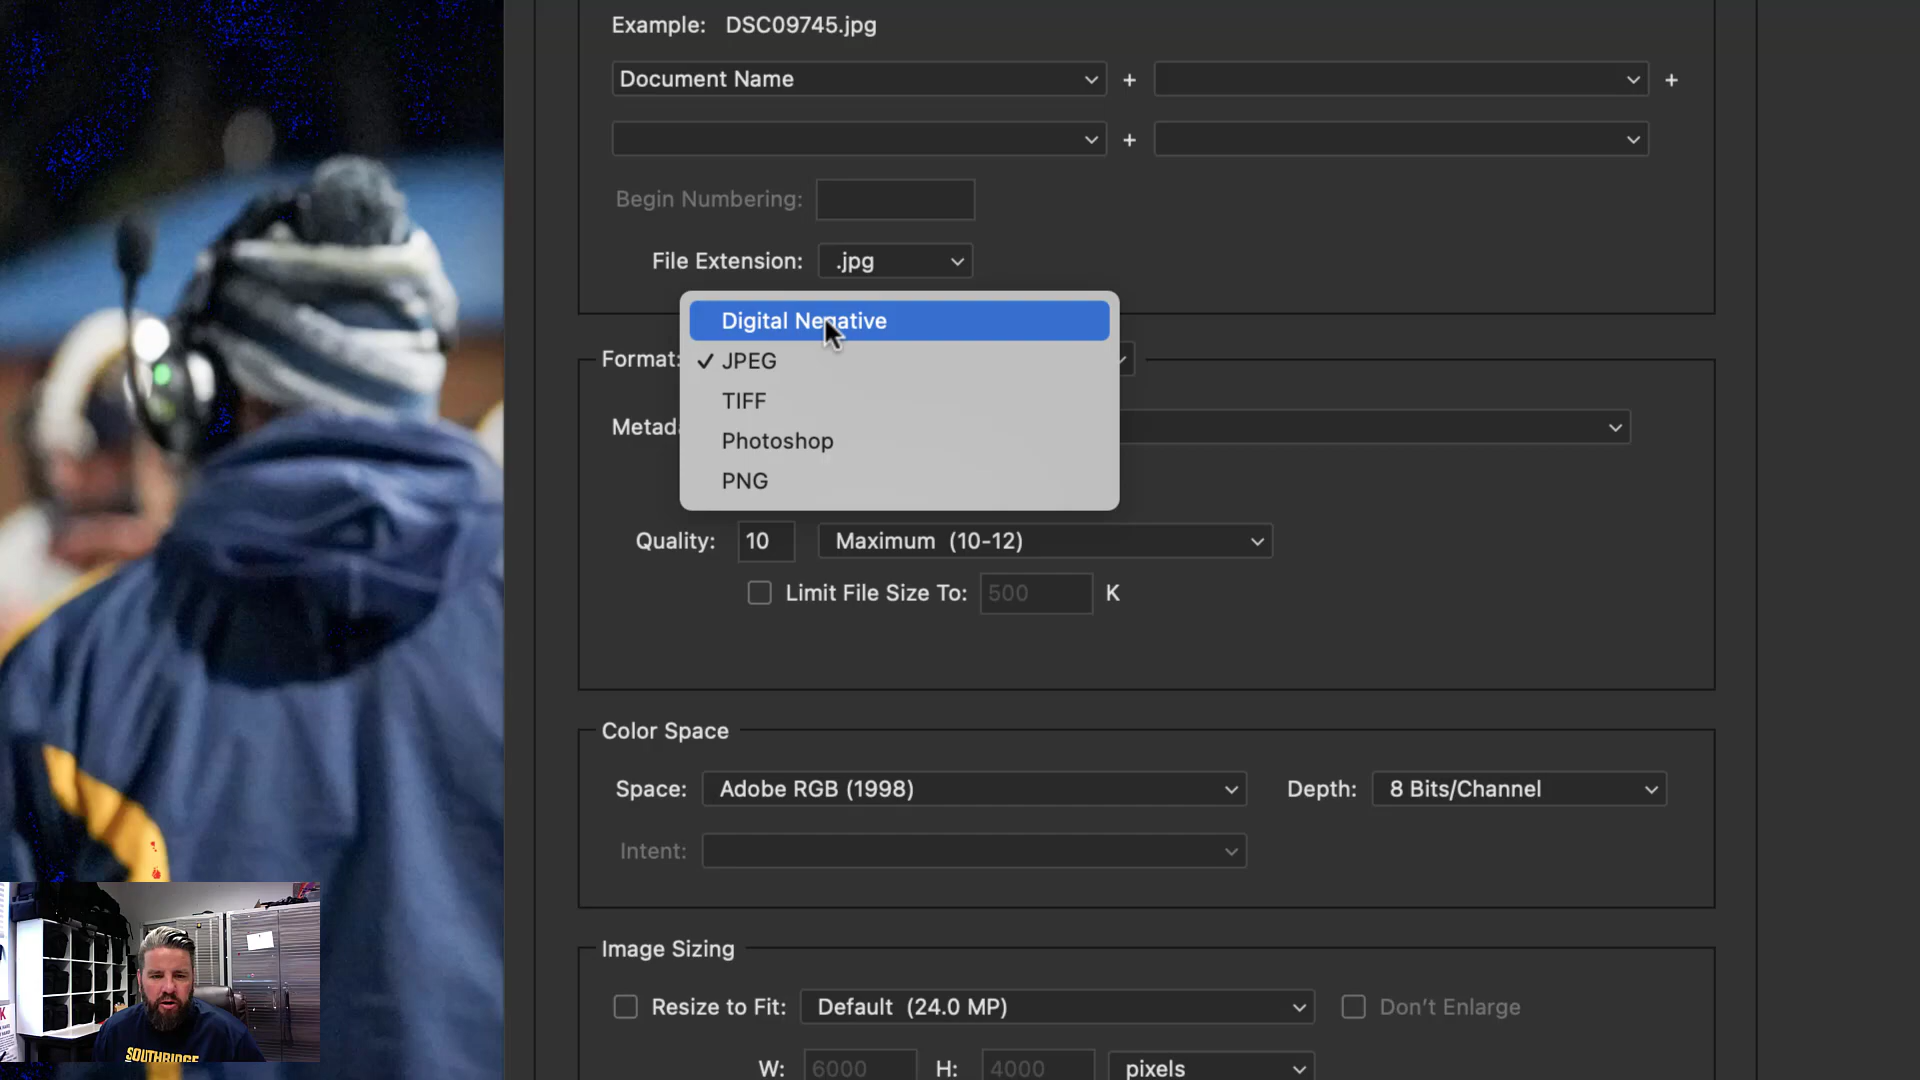 Example: DSC09745.jpg
Document Name + +
+
Begin Numbering:
File Extension: .jpg
Digital Negative
Format: ✓ JPEG
TIFF
Metad
Photoshop
PNG
Quality: 10 Maximum (10-12)
Limit File Size To: 500 K
Color Space
Space: Adobe RGB (1998) Depth: 8 Bits/Channel
Intent:
Image Sizing
Resize to Fit: Default (24.0 MP) Don't Enlarge
W: 6000 H: 4000 pixels
SOUTHRIDGE